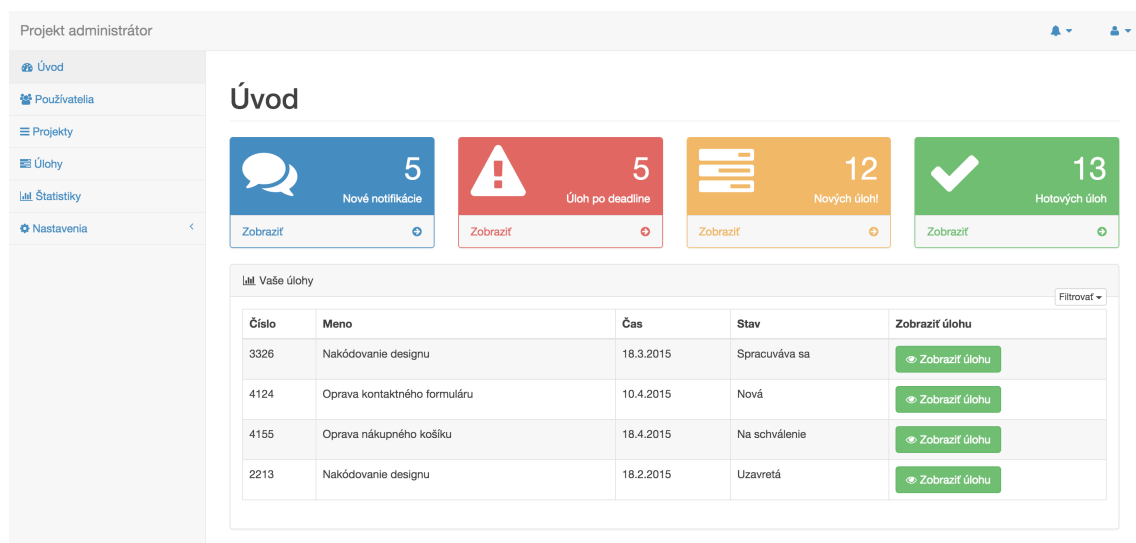 Projekt administrátor
Úvod
Používatelia
Projekty
Úlohy
Štatistiky
Nastavenia
Úvod
5
Nové notifikácie
Zobraziť
5
Úloh po deadline
Zobraziť
12
Nových úloh!
Zobraziť
13
Hotových úloh
Zobraziť
Vaše úlohy
Filtrovať
Číslo Meno Čas Stav Zobraziť úlohu
3326 Nakódovanie designu 18.3.2015 Spracuváva sa Zobraziť úlohu
4124 Oprava kontaktného formuláru 10.4.2015 Nová Zobraziť úlohu
4155 Oprava nákupného košíku 18.4.2015 Na schválenie Zobraziť úlohu
2213 Nakódovanie designu 18.2.2015 Uzavretá Zobraziť úlohu